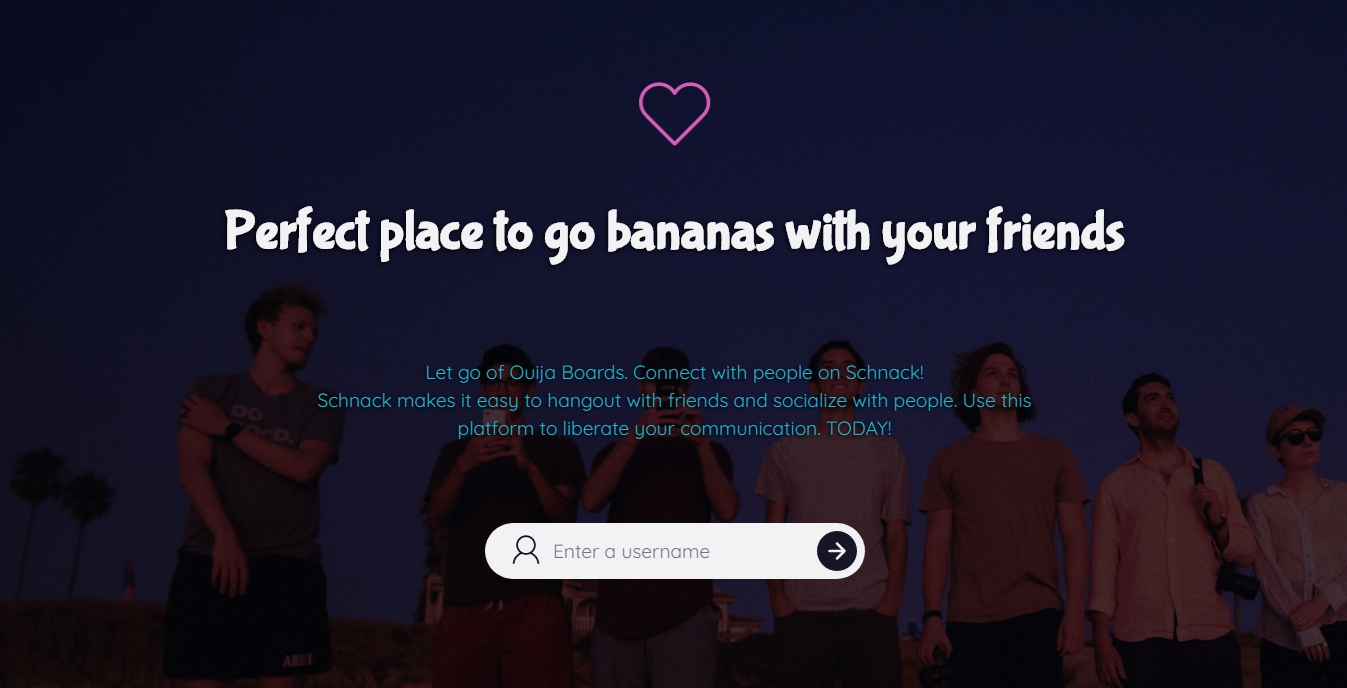 Perfect place to go bananas with your friends
Let go of Ouija Boards. Connect with people on Schnack!
Schnack makes it easy to hangout with friends and socialize with people. Use this
platform to liberate your communication. TODAY!
DO
Enter a username
ARMY